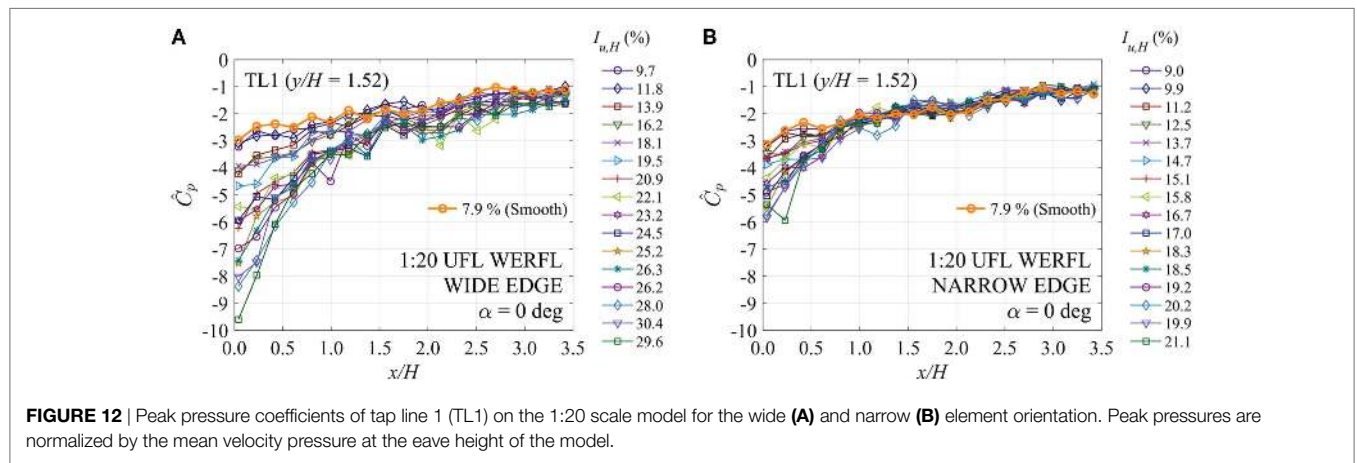 A
TL1 (y/H = 1.52)
0
-1
-2
-3
-4
-5
-6
-7
-8
-9
-10
Ĉp
0.0 0.5 1.0 1.5 2.0 2.5 3.0 3.5
x/H
7.9 % (Smooth)
1:20 UFL WERFL
WIDE EDGE
α = 0 deg
Iu,H (%)
9.7
11.8
13.9
16.2
18.1
19.5
20.9
22.1
23.2
24.5
25.2
26.3
26.2
28.0
30.4
29.6
B
TL1 (y/H = 1.52)
0
-1
-2
-3
-4
-5
-6
-7
-8
-9
-10
Ĉp
0.0 0.5 1.0 1.5 2.0 2.5 3.0 3.5
x/H
7.9 % (Smooth)
1:20 UFL WERFL
NARROW EDGE
α = 0 deg
Iu,H (%)
9.0
9.9
11.2
12.5
13.7
14.7
15.1
15.8
16.7
17.0
18.3
18.5
19.2
20.2
19.9
21.1
FIGURE 12 | Peak pressure coefficients of tap line 1 (TL1) on the 1:20 scale model for the wide (A) and narrow (B) element orientation. Peak pressures are
normalized by the mean velocity pressure at the eave height of the model.